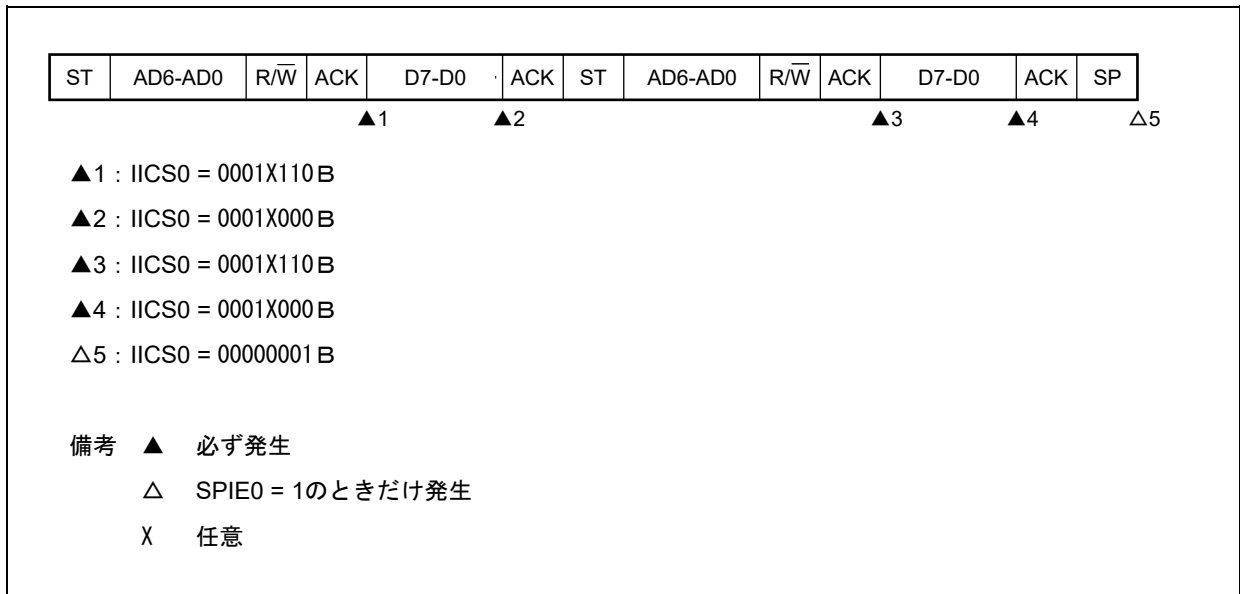 ST AD6-AD0 R/W̅ ACK D7-D0 ACK ST AD6-AD0 R/W̅ ACK D7-D0 ACK SP
▲1 ▲2 ▲3 ▲4 △5
▲1：IICS0 = 0001X110B
▲2：IICS0 = 0001X000B
▲3：IICS0 = 0001X110B
▲4：IICS0 = 0001X000B
△5：IICS0 = 00000001B
備考 ▲ 必ず発生
△ SPIE0 = 1のときだけ発生
X 任意